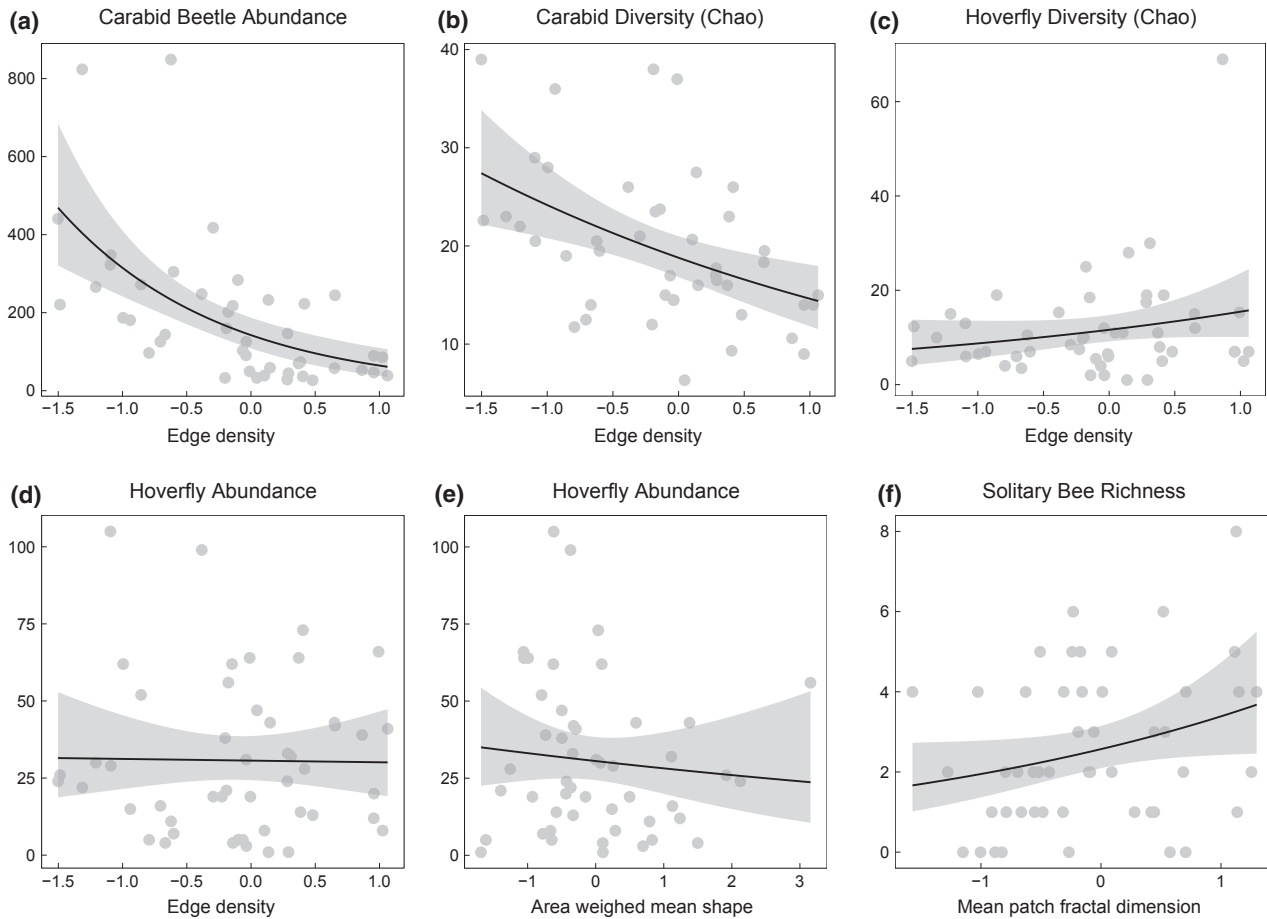 (a) Carabid Beetle Abundance
800
600
400
200
0
−1.5 −1.0 −0.5 0.0 0.5 1.0
Edge density
(b) Carabid Diversity (Chao)
40
30
20
10
−1.5 −1.0 −0.5 0.0 0.5 1.0
Edge density
(c) Hoverfly Diversity (Chao)
60
40
20
0
−1.5 −1.0 −0.5 0.0 0.5 1.0
Edge density
(d) Hoverfly Abundance
100
75
50
25
0
−1.5 −1.0 −0.5 0.0 0.5 1.0
Edge density
(e) Hoverfly Abundance
100
75
50
25
0
−1 0 1 2 3
Area weighed mean shape
(f) Solitary Bee Richness
8
6
4
2
0
−1 0 1
Mean patch fractal dimension